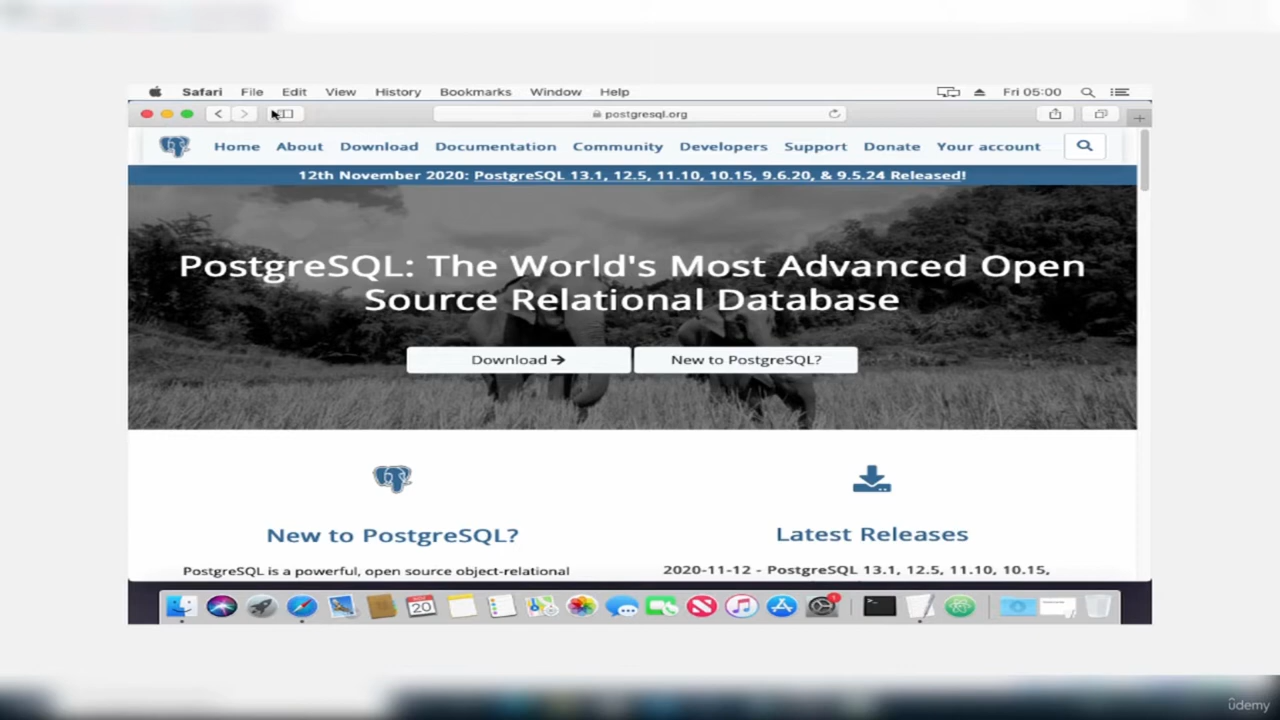 Safari File Edit View History Bookmarks Window Help Fri 05:00
postgresql.org
Home About Download Documentation Community Developers Support Donate Your account
12th November 2020: PostgreSQL 13.1, 12.5, 11.10, 10.15, 9.6.20, & 9.5.24 Released!
PostgreSQL: The World's Most Advanced Open
Source Relational Database
Download → New to PostgreSQL?
New to PostgreSQL?
Latest Releases
PostgreSQL is a powerful, open source object-relational
2020-11-12 - PostgreSQL 13.1, 12.5, 11.10, 10.15,
20
1
ûdemy